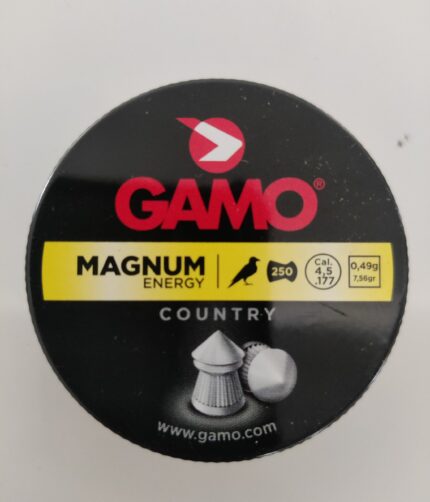 GAMO®
MAGNUM
ENERGY
250
Cal.
4,5
.177
0,49g
7,56gr
COUNTRY
www.gamo.com